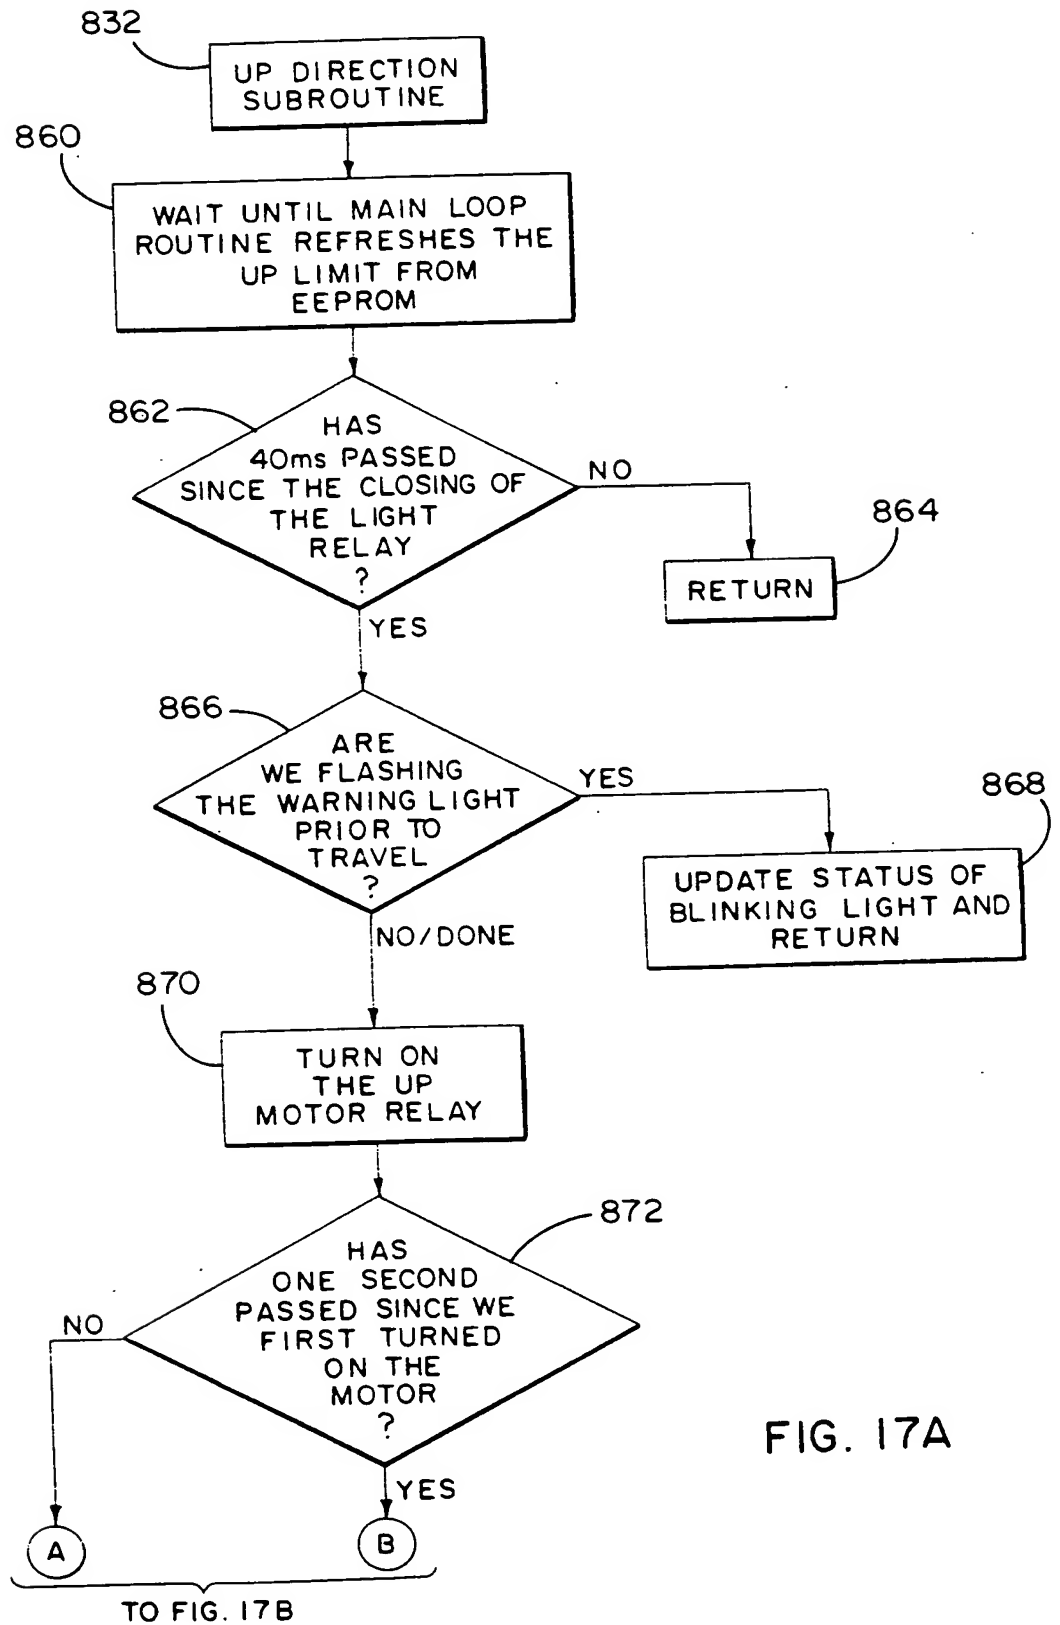 832
UP DIRECTION
SUBROUTINE
860
WAIT UNTIL MAIN LOOP
ROUTINE REFRESHES THE
UP LIMIT FROM
EEPROM
862
HAS
40ms PASSED
SINCE THE CLOSING OF
THE LIGHT
RELAY
?
NO
864
RETURN
YES
866
ARE
WE FLASHING
THE WARNING LIGHT
PRIOR TO
TRAVEL
?
YES
868
UPDATE STATUS OF
BLINKING LIGHT AND
RETURN
NO/DONE
870
TURN ON
THE UP
MOTOR RELAY
872
HAS
ONE SECOND
PASSED SINCE WE
FIRST TURNED
ON THE
MOTOR
?
NO
YES
A
B
TO FIG. 17B
FIG. 17A